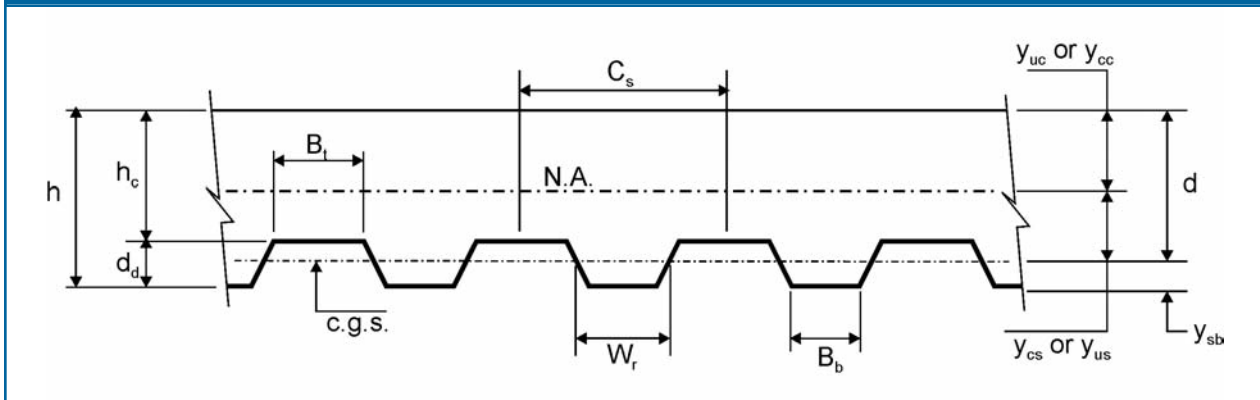 y_uc or y_cc
C_s
B_t
h_c
h
N.A.
d
d_d
c.g.s.
W_r
B_b
y_cs or y_us
y_sb